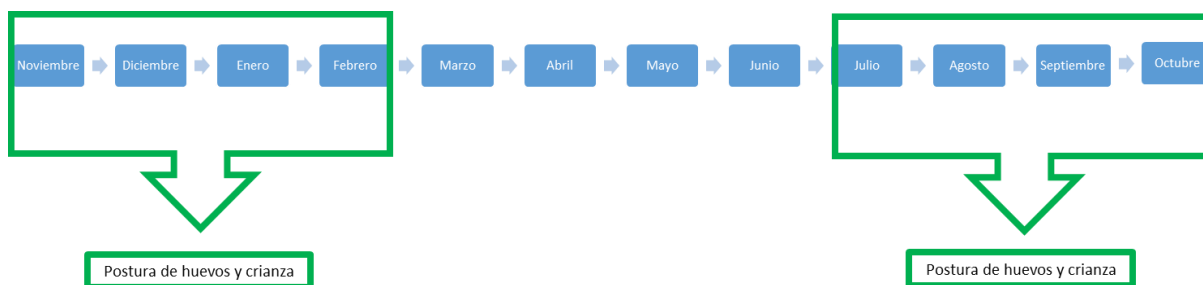 Noviembre
Diciembre
Enero
Febrero
Marzo
Abril
Mayo
Junio
Julio
Agosto
Septiembre
Octubre
Postura de huevos y crianza
Postura de huevos y crianza